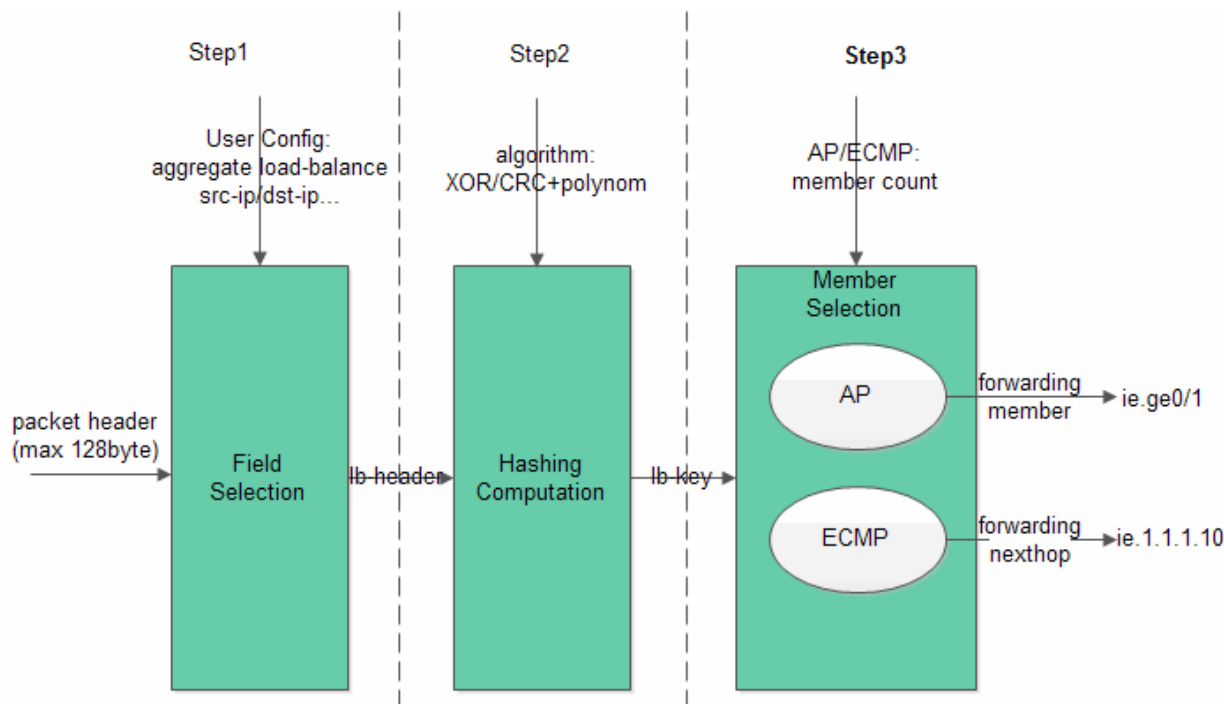 Step1
Step2
Step3
User Config:
aggregate load-balance
src-ip/dst-ip...
algorithm:
XOR/CRC+polynom
AP/ECMP:
member count
packet header
(max 128byte)
Field
Selection
lb-header
Hashing
Computation
lb-key
Member
Selection
AP
forwarding
member
ie.ge0/1
ECMP
forwarding
nexthop
ie.1.1.1.10